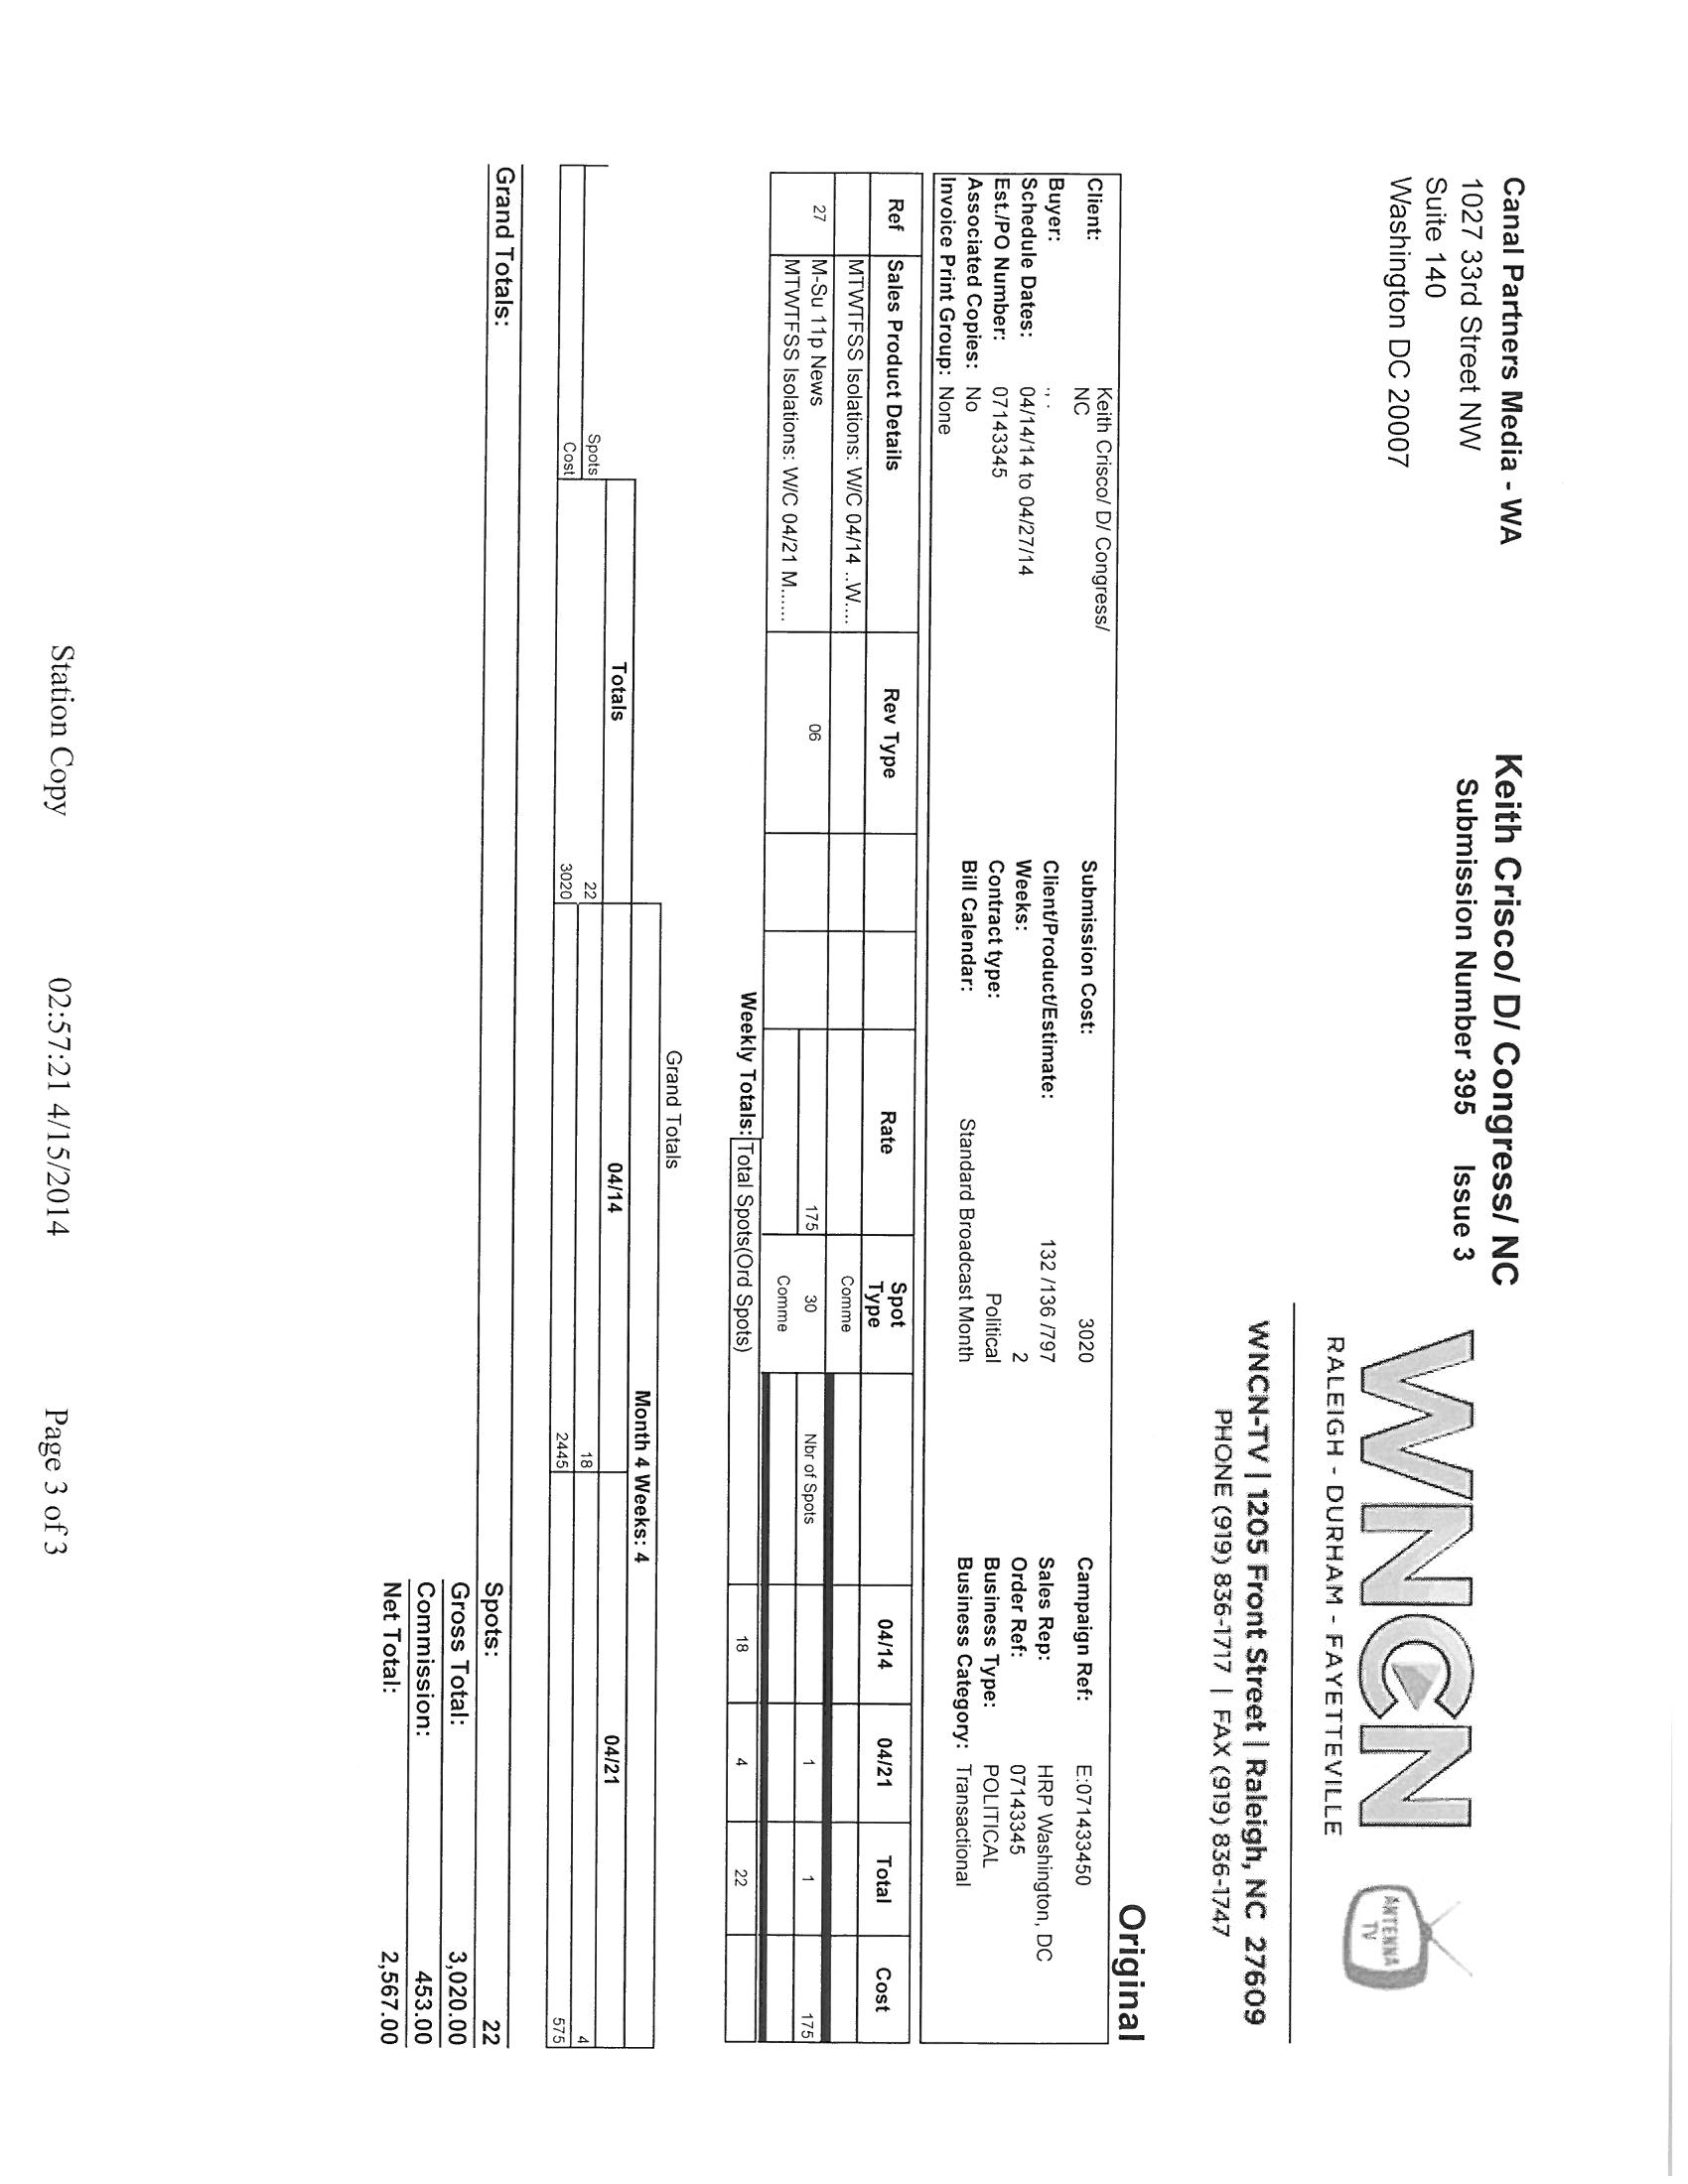 Canal Partners Media - WA
1027 33rd Street NW
Suite 140
Washington DC 20007
Keith Crisco/ D/ Congress/ NC
Submission Number 395 Issue 3
WNCN
RALEIGH - DURHAM - FAYETTEVILLE
ANTENNA
TV
WNCN-TV | 1205 Front Street | Raleigh, NC 27609
PHONE (919) 836-1717 | FAX (919) 836-1747
Original
Client: Keith Crisco/ D/ Congress/
NC
Submission Cost: 3020
Campaign Ref: E:071433450
Buyer: ., .
Client/Product/Estimate: 132 /136 /797
Sales Rep: HRP Washington, DC
Schedule Dates: 04/14/14 to 04/27/14
Weeks: 2
Order Ref: 07143345
Est./PO Number: 07143345
Contract type: Political
Business Type: POLITICAL
Associated Copies: No
Bill Calendar: Standard Broadcast Month
Business Category: Transactional
Invoice Print Group: None
Ref Sales Product Details Rev Type Rate Spot Type 04/14 04/21 Total Cost
MTWTFSS Isolations: W/C 04/14 ..W.... Comme
27 M-Su 11p News 06 175 30 Nbr of Spots 1 1 175
MTWTFSS Isolations: W/C 04/21 M...... Comme
Weekly Totals: Total Spots(Ord Spots) 18 4 22
Grand Totals
Month 4 Weeks: 4
Totals 04/14 04/21
Spots 22 18 4
Cost 3020 2445 575
Grand Totals:
Spots: 22
Gross Total: 3,020.00
Commission: 453.00
Net Total: 2,567.00
Station Copy 02:57:21 4/15/2014 Page 3 of 3